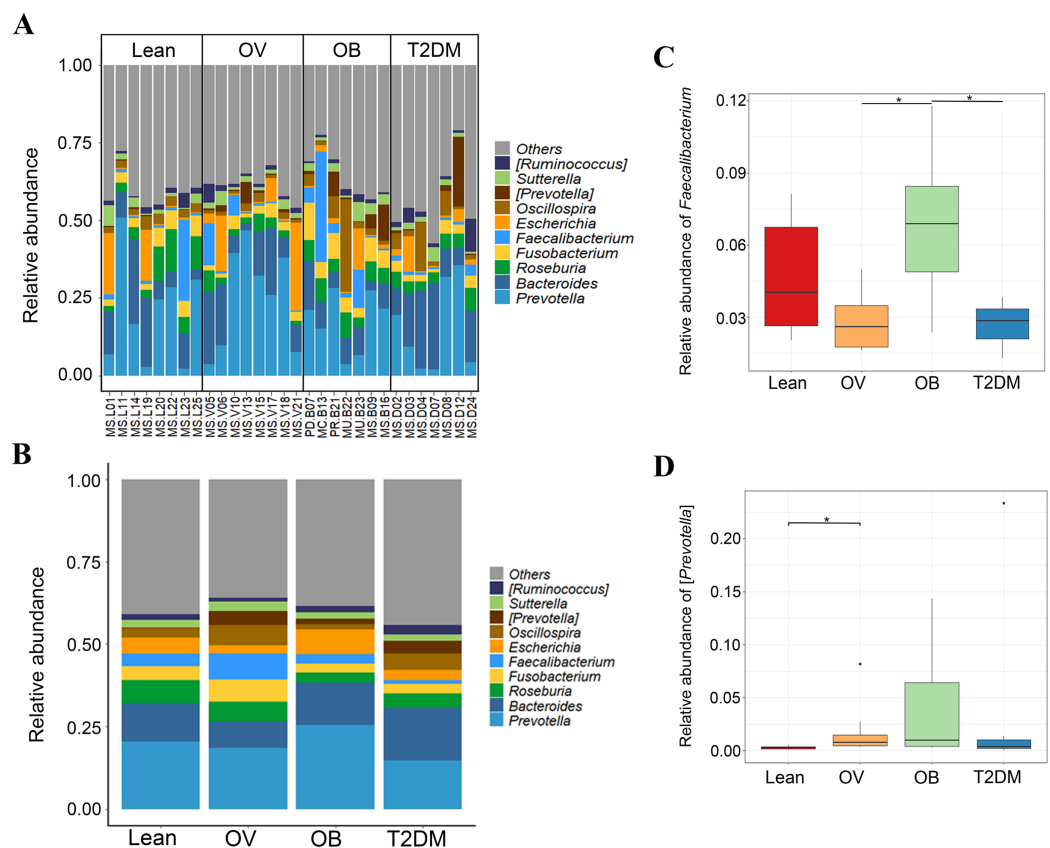 A
Lean OV OB T2DM
1.00
0.75
0.50
0.25
0.00
Relative abundance
MS.L01
MS.L11
MS.L14
MS.L19
MS.L20
MS.L22
MS.L23
MS.L25
MS.V05
MS.V06
MS.V10
MS.V13
MS.V15
MS.V17
MS.V18
MS.V21
PD.B07
MC.B13
PR.B21
MU.B22
MU.B23
MS.B09
MS.B16
MS.D02
MS.D03
MS.D04
MS.D07
MS.D08
MS.D12
MS.D24
Others
[Ruminococcus]
Sutterella
[Prevotella]
Oscillospira
Escherichia
Faecalibacterium
Fusobacterium
Roseburia
Bacteroides
Prevotella
B
1.00
0.75
0.50
0.25
0.00
Relative abundance
Lean OV OB T2DM
Others
[Ruminococcus]
Sutterella
[Prevotella]
Oscillospira
Escherichia
Faecalibacterium
Fusobacterium
Roseburia
Bacteroides
Prevotella
C
Relative abundance of Faecalibacterium
0.12
0.09
0.06
0.03
* *
Lean OV OB T2DM
D
Relative abundance of [Prevotella]
0.20
0.15
0.10
0.05
0.00
*
Lean OV OB T2DM